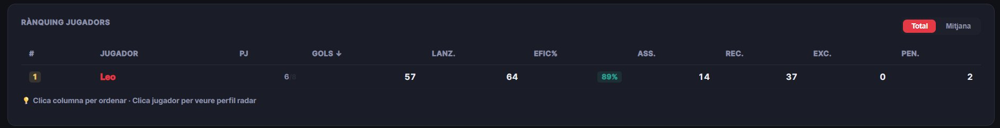 RÀNQUING JUGADORS
Total Mitjana
# JUGADOR PJ GOLS ↓ LANZ. EFIC% ASS. REC. EXC. PEN.
1 Leo 6/8 57 64 89% 14 37 0 2
💡 Clica columna per ordenar · Clica jugador per veure perfil radar